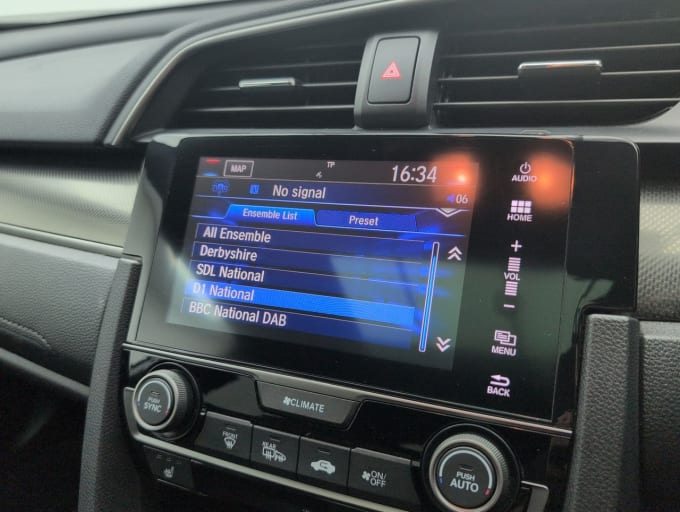 MAP
TP
16:34
No signal
06
Ensemble List
Preset
All Ensemble
Derbyshire
SDL National
D1 National
BBC National DAB
AUDIO
HOME
+
VOL
−
MENU
BACK
PUSH
SYNC
CLIMATE
FRONT
REAR
ON/
OFF
PUSH
AUTO